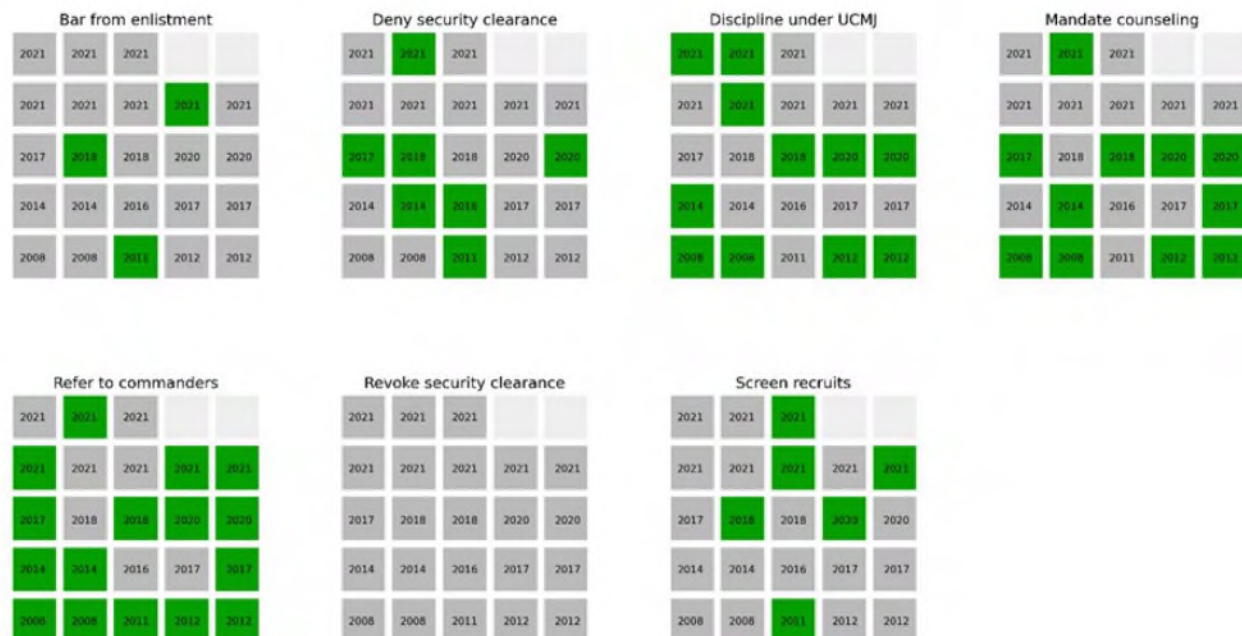 Bar from enlistment
2021 2021 2021
2021 2021 2021 2021 2021
2017 2018 2018 2020 2020
2014 2014 2016 2017 2017
2008 2008 2011 2012 2012
Deny security clearance
2021 2021 2021
2021 2021 2021 2021 2021
2017 2018 2018 2020 2020
2014 2014 2016 2017 2017
2008 2008 2011 2012 2012
Discipline under UCMJ
2021 2021 2021
2021 2021 2021 2021 2021
2017 2018 2018 2020 2020
2014 2014 2016 2017 2017
2008 2008 2011 2012 2012
Mandate counseling
2021 2021 2021
2021 2021 2021 2021 2021
2017 2018 2018 2020 2020
2014 2014 2016 2017 2017
2008 2008 2011 2012 2012
Refer to commanders
2021 2021 2021
2021 2021 2021 2021 2021
2017 2018 2018 2020 2020
2014 2014 2016 2017 2017
2008 2008 2011 2012 2012
Revoke security clearance
2021 2021 2021
2021 2021 2021 2021 2021
2017 2018 2018 2020 2020
2014 2014 2016 2017 2017
2008 2008 2011 2012 2012
Screen recruits
2021 2021 2021
2021 2021 2021 2021 2021
2017 2018 2018 2020 2020
2014 2014 2016 2017 2017
2008 2008 2011 2012 2012